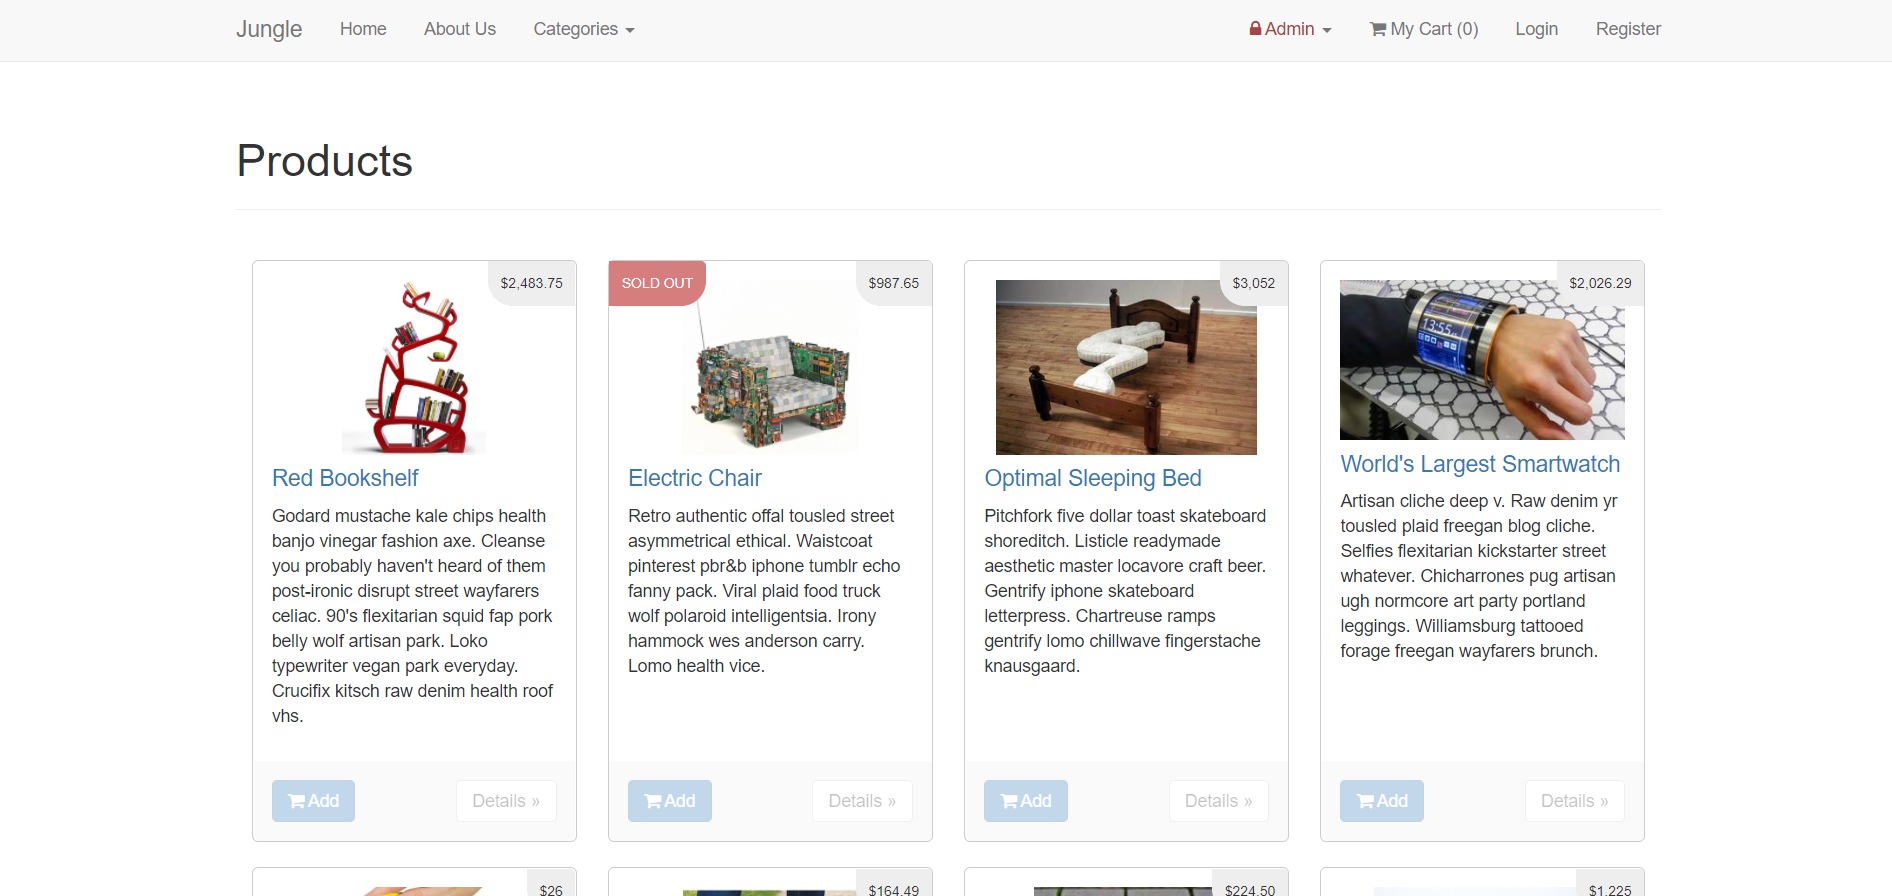 Jungle Home About Us Categories Admin My Cart (0) Login Register
Products
$2,483.75
Red Bookshelf
Godard mustache kale chips health
banjo vinegar fashion axe. Cleanse
you probably haven't heard of them
post-ironic disrupt street wayfarers
celiac. 90's flexitarian squid fap pork
belly wolf artisan park. Loko
typewriter vegan park everyday.
Crucifix kitsch raw denim health roof
vhs.
Add Details »
SOLD OUT $987.65
Electric Chair
Retro authentic offal tousled street
asymmetrical ethical. Waistcoat
pinterest pbr&b iphone tumblr echo
fanny pack. Viral plaid food truck
wolf polaroid intelligentsia. Irony
hammock wes anderson carry.
Lomo health vice.
Add Details »
$3,052
Optimal Sleeping Bed
Pitchfork five dollar toast skateboard
shoreditch. Listicle readymade
aesthetic master locavore craft beer.
Gentrify iphone skateboard
letterpress. Chartreuse ramps
gentrify lomo chillwave fingerstache
knausgaard.
Add Details »
$2,026.29
13:55
World's Largest Smartwatch
Artisan cliche deep v. Raw denim yr
tousled plaid freegan blog cliche.
Selfies flexitarian kickstarter street
whatever. Chicharrones pug artisan
ugh normcore art party portland
leggings. Williamsburg tattooed
forage freegan wayfarers brunch.
Add Details »
$26
$164.49
$224.50
$1,225